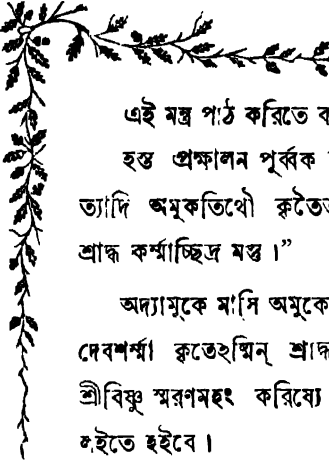 এই মন্ত্র পাঠ করিতে
হস্ত প্রক্ষালন পূর্ব্বক
ত্যাদি অমুকতিথৌ
শ্রাদ্ধ কর্ম্মাচ্ছিদ্র মস্তু।”
অদ্যামুকে মাসি অমুকে
দেবশর্ম্মা কৃতেঽস্মিন্ শ্রাদ্ধ
শ্রীবিষ্ণু স্মরণমহং করিষ্যে
হইতে হইবে।